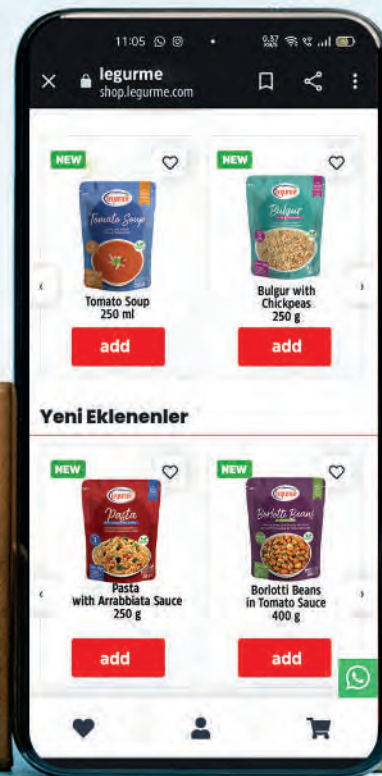 11:05
0,37
legurme
shop.legurme.com
NEW
NEW
Tomato Soup
Bulgur
Tomato Soup
250 ml
Bulgur with
Chickpeas
250 g
add
add
Yeni Eklenenler
NEW
NEW
Pasta
Borlotti Beans
Pasta
with Arrabbiata Sauce
250 g
Borlotti Beans
in Tomato Sauce
400 g
add
add